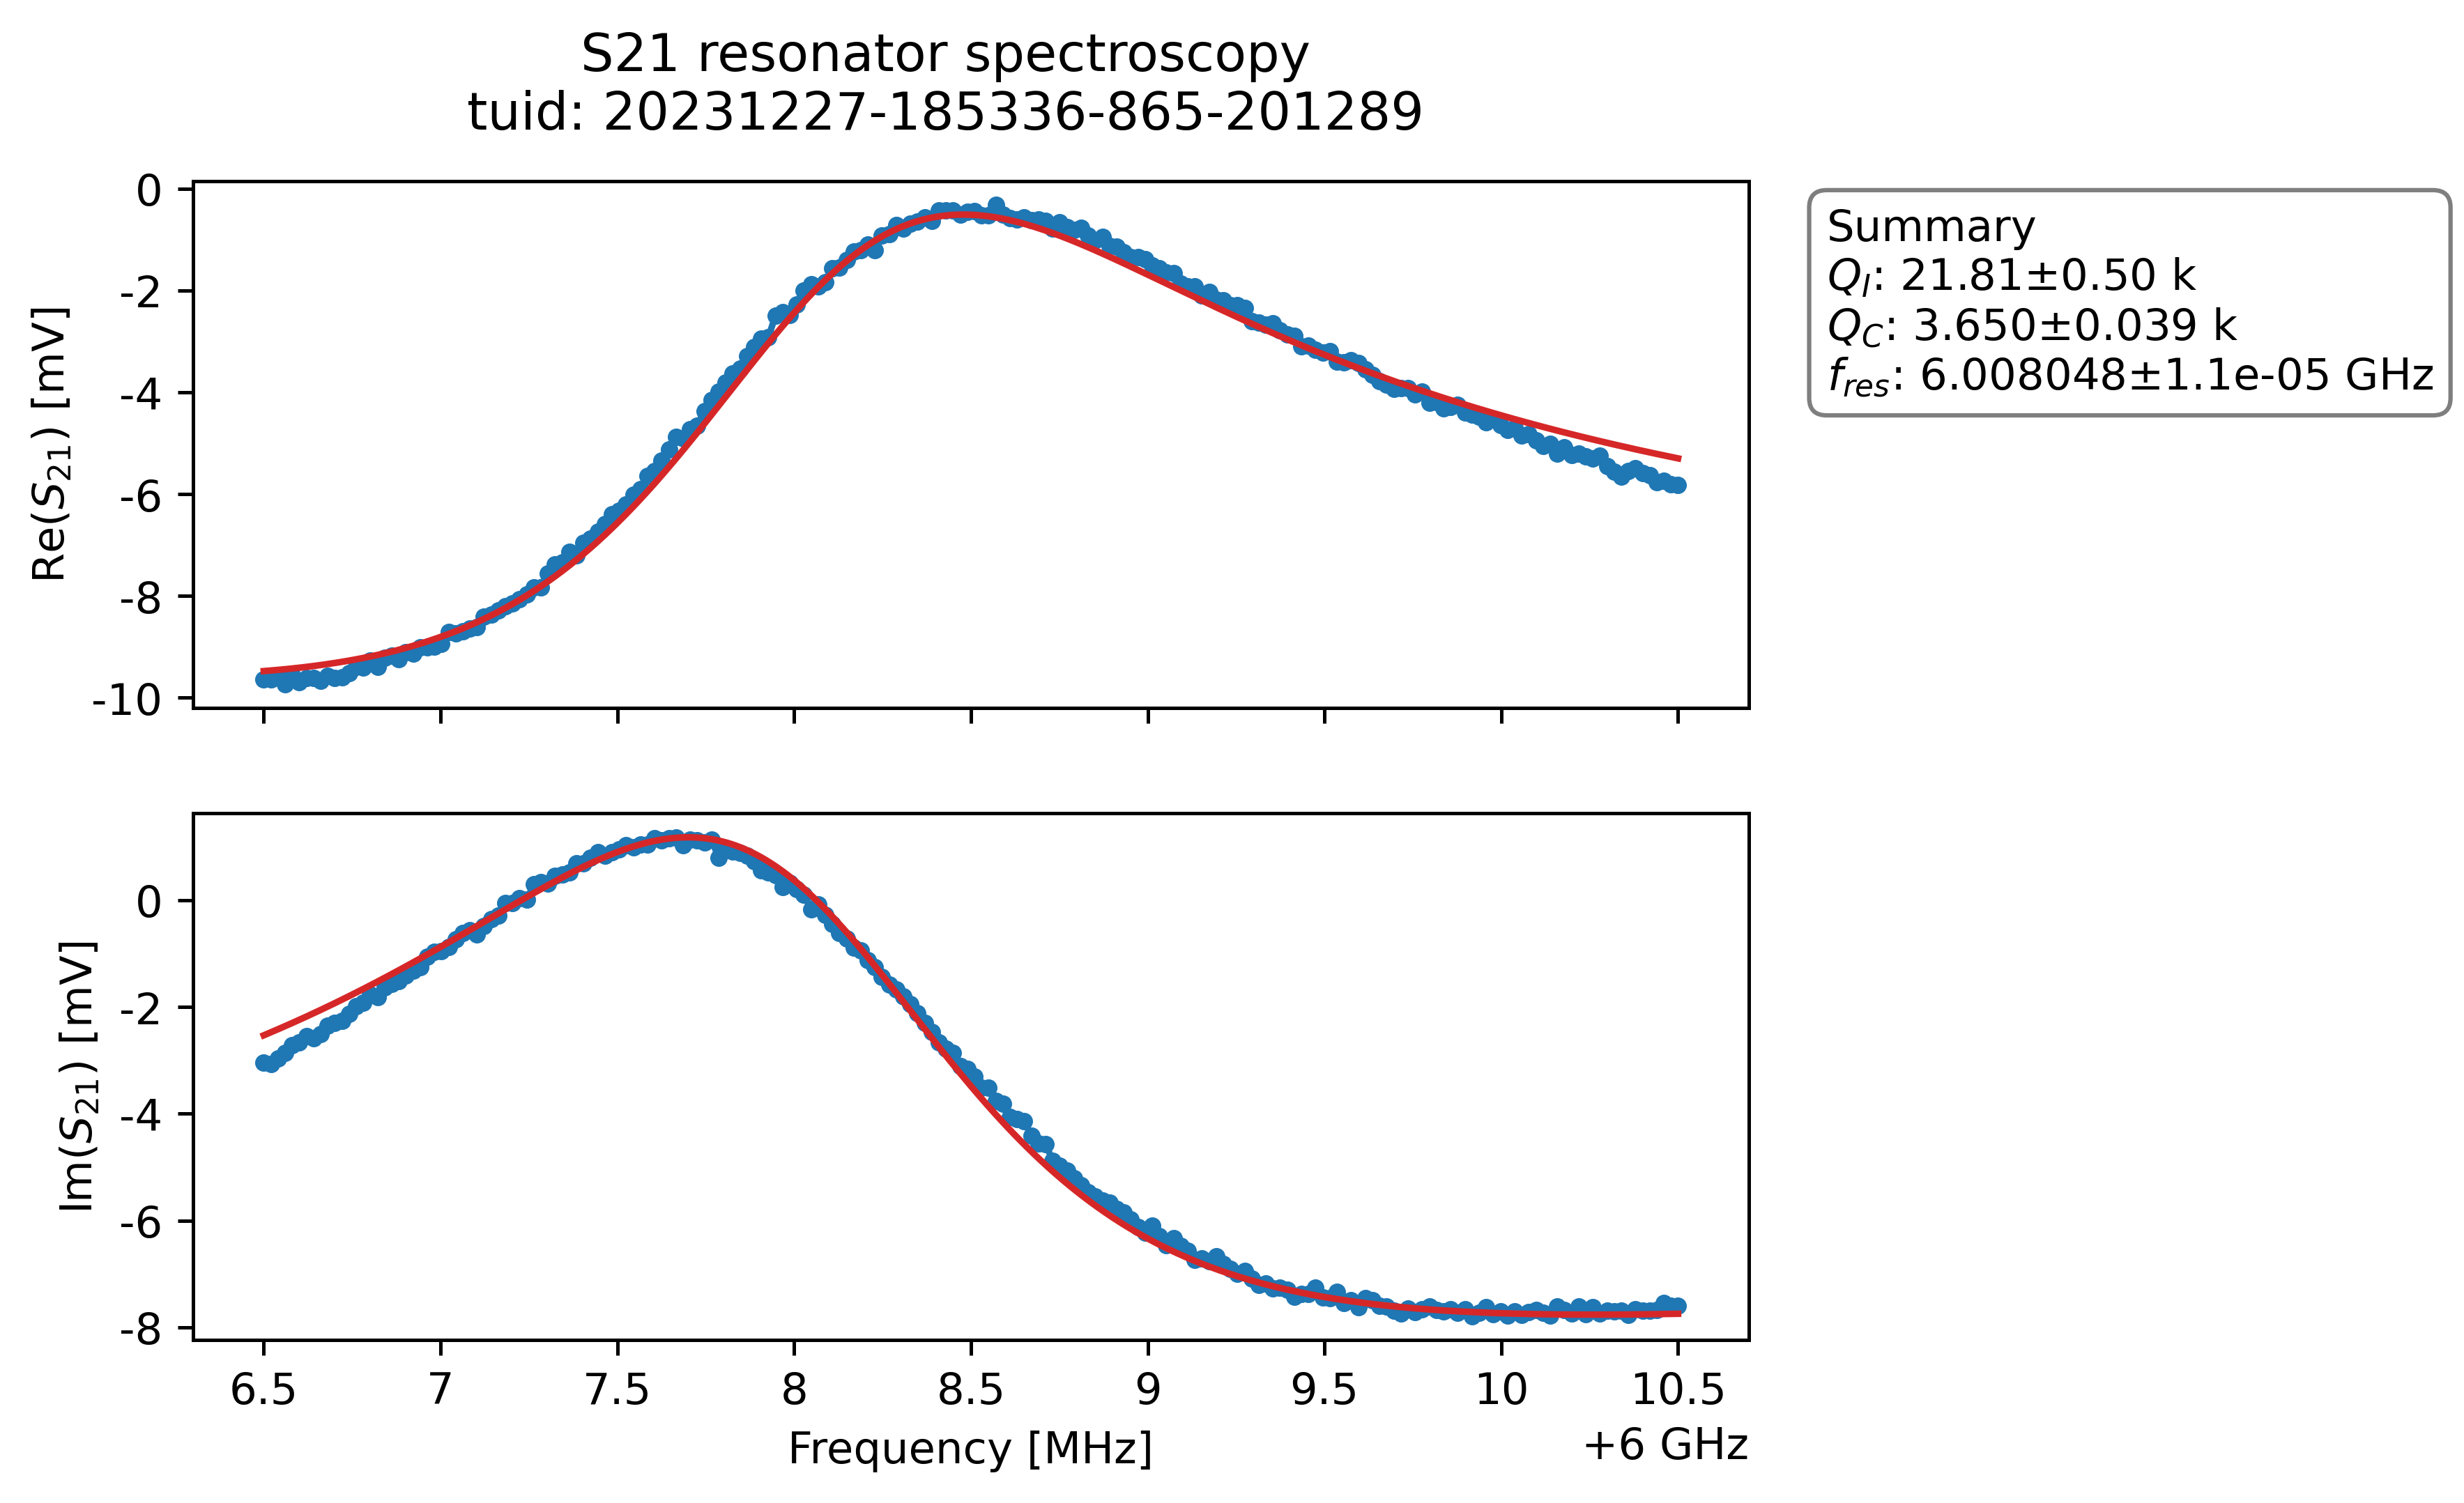 S21 resonator spectroscopy
tuid: 20231227-185336-865-201289
0
-2
-4
-6
-8
-10
Re(S21) [mV]
Summary
QI: 21.81±0.50 k
QC: 3.650±0.039 k
fres: 6.008048±1.1e-05 GHz
0
-2
-4
-6
-8
Im(S21) [mV]
6.5 7 7.5 8 8.5 9 9.5 10 10.5
Frequency [MHz]
+6 GHz